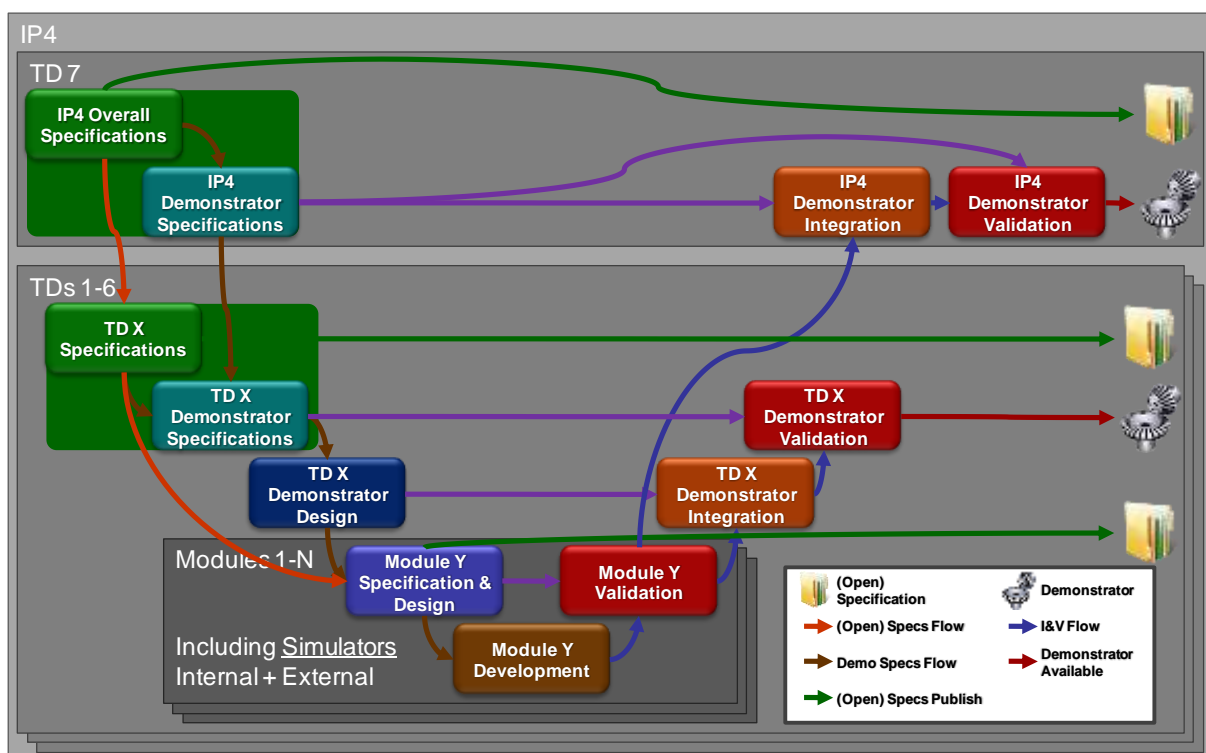 IP4
TD 7
IP4 Overall
Specifications
IP4
Demonstrator
Specifications
IP4
Demonstrator
Integration
IP4
Demonstrator
Validation
TDs 1-6
TD X
Specifications
TD X
Demonstrator
Specifications
TD X
Demonstrator
Validation
TD X
Demonstrator
Design
TD X
Demonstrator
Integration
Modules 1-N
Module Y
Specification &
Design
Module Y
Validation
Including Simulators
Internal + External
Module Y
Development
(Open)
Specification
Demonstrator
(Open) Specs Flow
I&V Flow
Demo Specs Flow
Demonstrator
Available
(Open) Specs Publish